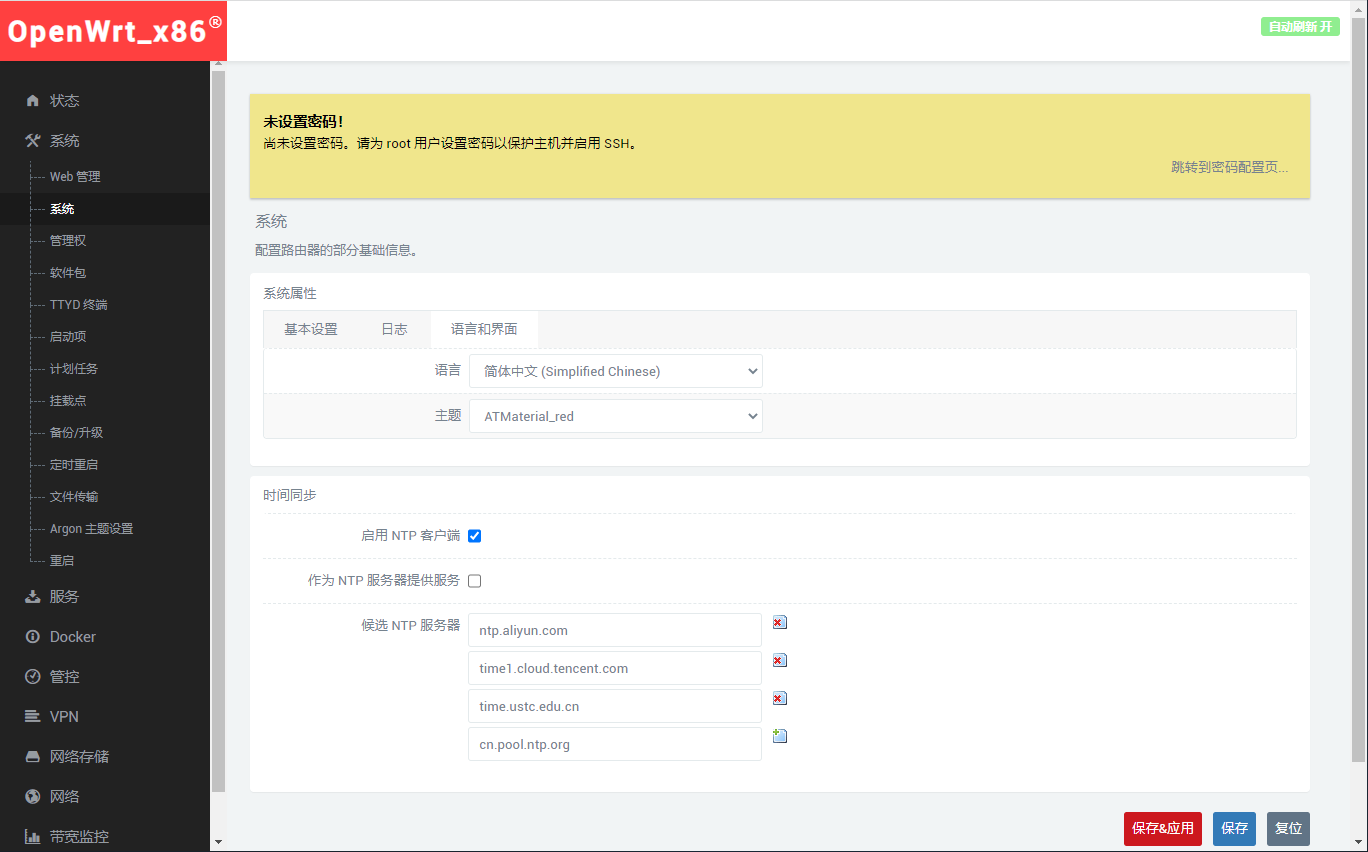 OpenWrt_x86®
自动刷新 开
状态
系统
Web 管理
系统
管理权
软件包
TTYD 终端
启动项
计划任务
挂载点
备份/升级
定时重启
文件传输
Argon 主题设置
重启
服务
Docker
管控
VPN
网络存储
网络
带宽监控
未设置密码！
尚未设置密码。请为 root 用户设置密码以保护主机并启用 SSH。
跳转到密码配置页...
系统
配置路由器的部分基础信息。
系统属性
基本设置 日志 语言和界面
语言 简体中文 (Simplified Chinese)
主题 ATMaterial_red
时间同步
启用 NTP 客户端
作为 NTP 服务器提供服务
候选 NTP 服务器 ntp.aliyun.com
time1.cloud.tencent.com
time.ustc.edu.cn
cn.pool.ntp.org
保存&应用 保存 复位